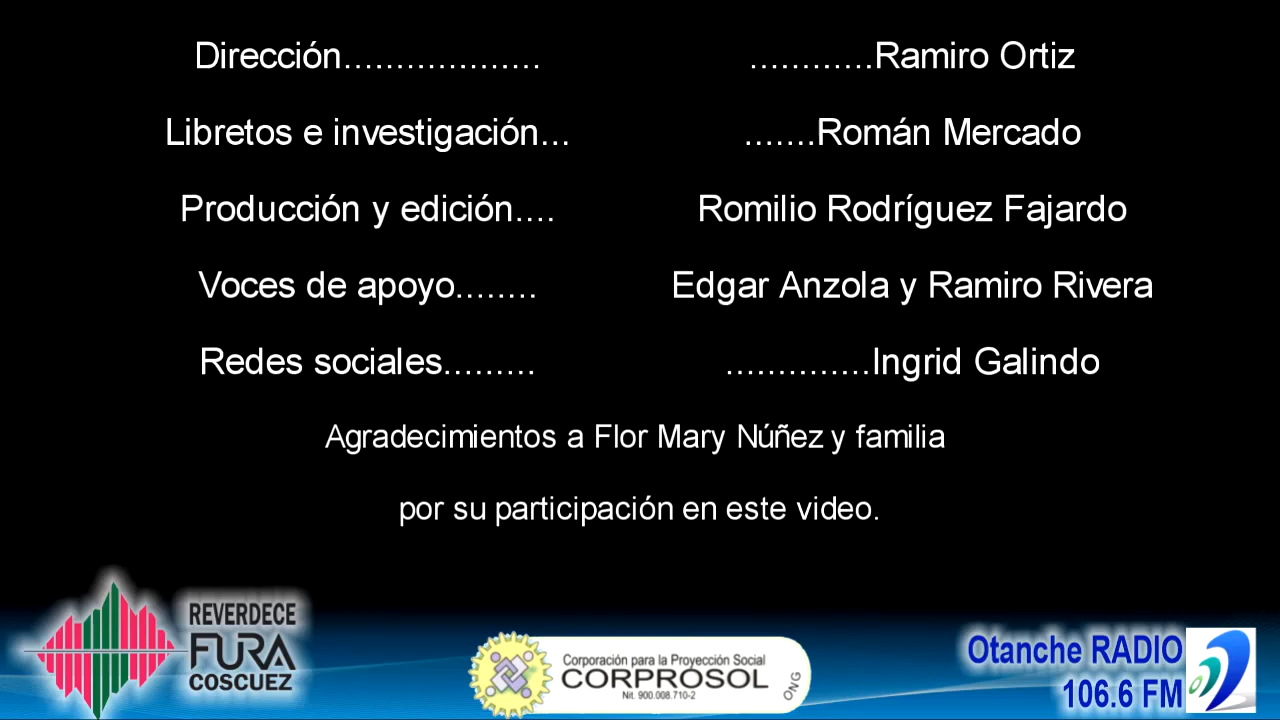 Dirección................... ............Ramiro Ortiz
Libretos e investigación... .......Román Mercado
Producción y edición.... Romilio Rodríguez Fajardo
Voces de apoyo........ Edgar Anzola y Ramiro Rivera
Redes sociales......... ..............Ingrid Galindo
Agradecimientos a Flor Mary Núñez y familia
por su participación en este video.
REVERDECE
FURA
COSCUEZ
Corporación para la Proyección Social
CORPROSOL
Nit. 900.008.710-2
ONG
Otanche RADIO
106.6 FM